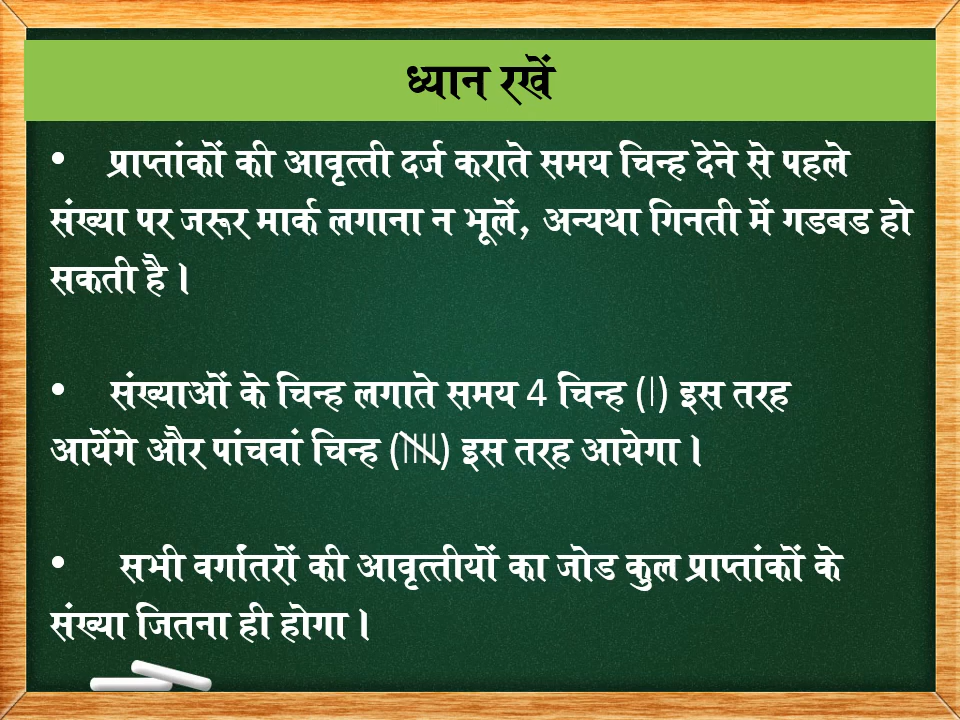 ध्यान रखें
• प्राप्तांकों की आवृत्ती दर्ज कराते समय चिन्ह देने से पहले
संख्या पर जरूर मार्क लगाना न भूलें, अन्यथा गिनती में गडबड हो
सकती है ।
• संख्याओं के चिन्ह लगाते समय 4 चिन्ह (|) इस तरह
आयेंगे और पांचवां चिन्ह (||||) इस तरह आयेगा ।
• सभी वर्गांतरों की आवृत्तीयों का जोड कुल प्राप्तांकों के
संख्या जितना ही होगा ।